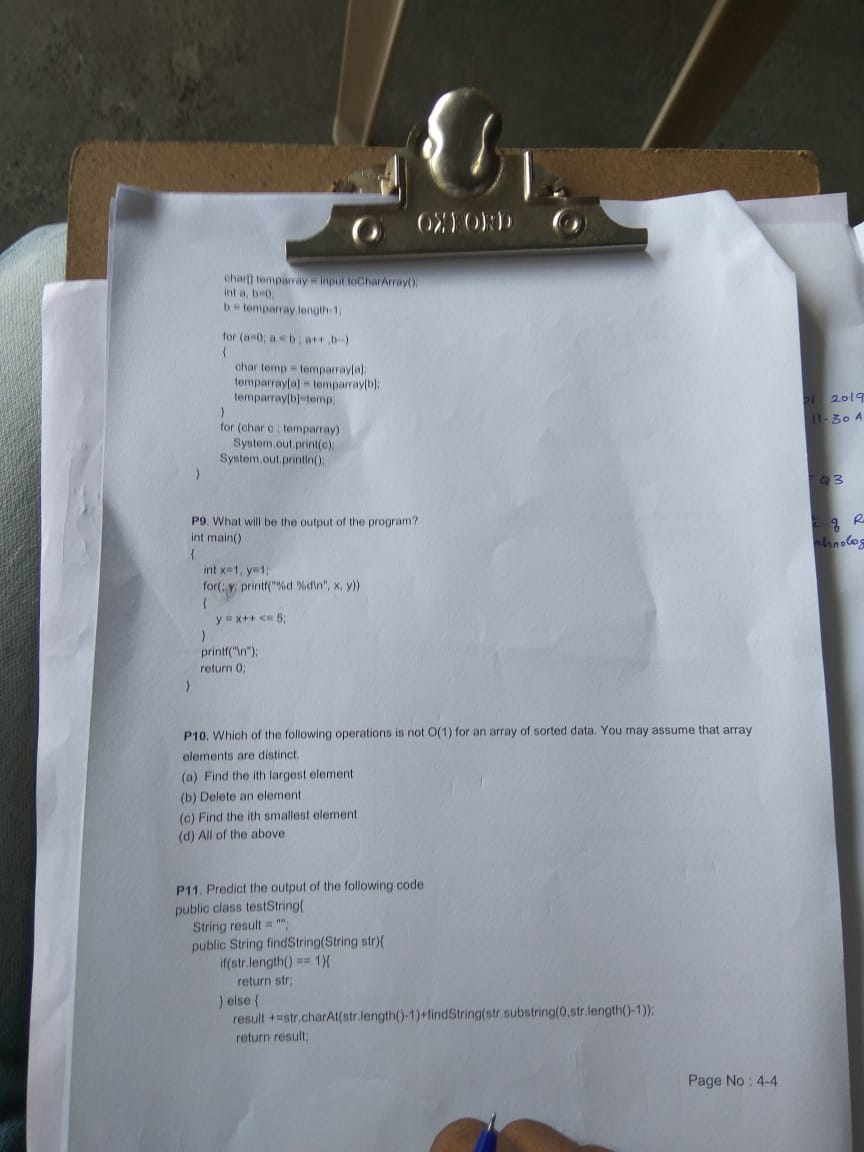 OXFORD
char[] temparray = input.toCharArray();
int a, b=0;
b = temparray.length-1;
for (a=0; a < b ; a++ ,b--)
{
char temp = temparray[a];
temparray[a] = temparray[b];
temparray[b]=temp;
}
for (char c : temparray)
System.out.print(c);
System.out.println();
}
P9. What will be the output of the program?
int main()
{
int x=1, y=1;
for(; y; printf("%d %d\n", x, y))
{
y = x++ <= 5;
}
printf("\n");
return 0;
}
P10. Which of the following operations is not O(1) for an array of sorted data. You may assume that array
elements are distinct.
(a) Find the ith largest element
(b) Delete an element
(c) Find the ith smallest element
(d) All of the above
P11. Predict the output of the following code
public class testString{
String result = "";
public String findString(String str){
if(str.length() == 1){
return str;
} else {
result +=str.charAt(str.length()-1)+findString(str.substring(0,str.length()-1));
return result;
Page No : 4-4
2019
11-30 A
Q3